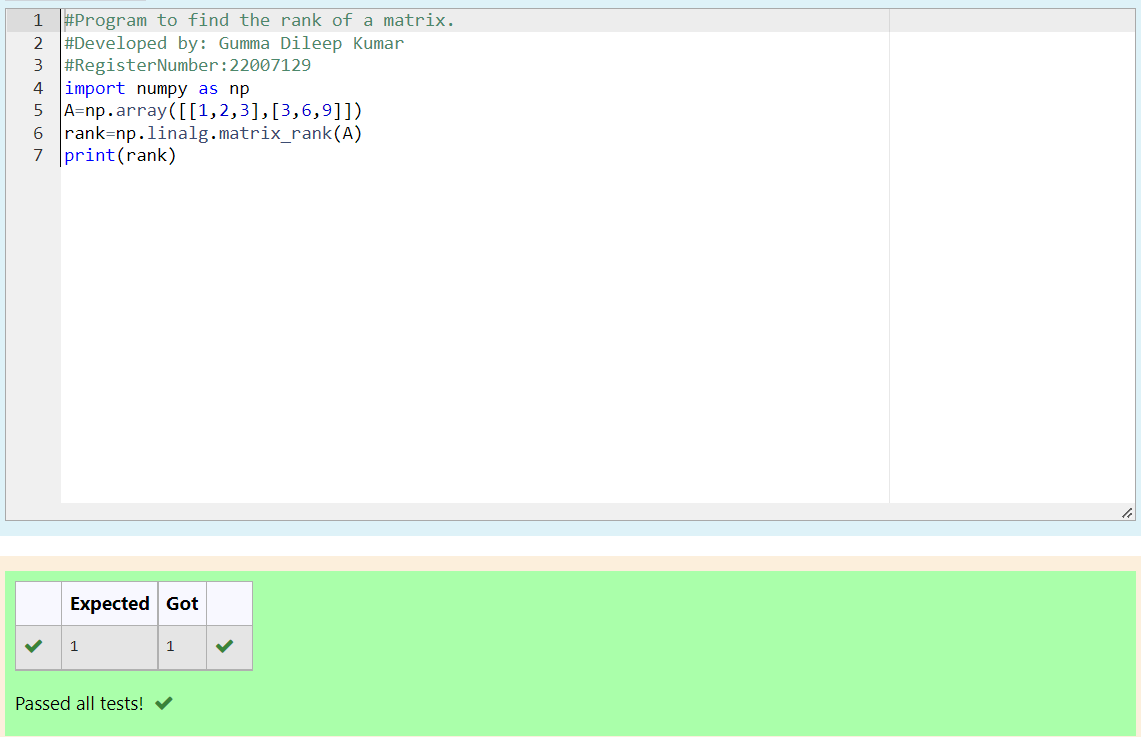 1 #Program to find the rank of a matrix.
2 #Developed by: Gumma Dileep Kumar
3 #RegisterNumber:22007129
4 import numpy as np
5 A=np.array([[1,2,3],[3,6,9]])
6 rank=np.linalg.matrix_rank(A)
7 print(rank)
Expected Got
1 1
Passed all tests!